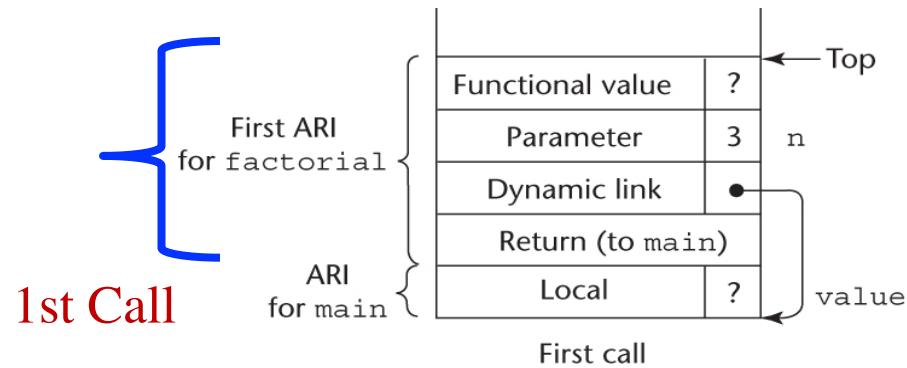 Top
Functional value ?
First ARI
for factorial
Parameter 3 n
Dynamic link
Return (to main)
ARI
for main
Local ? value
1st Call
First call